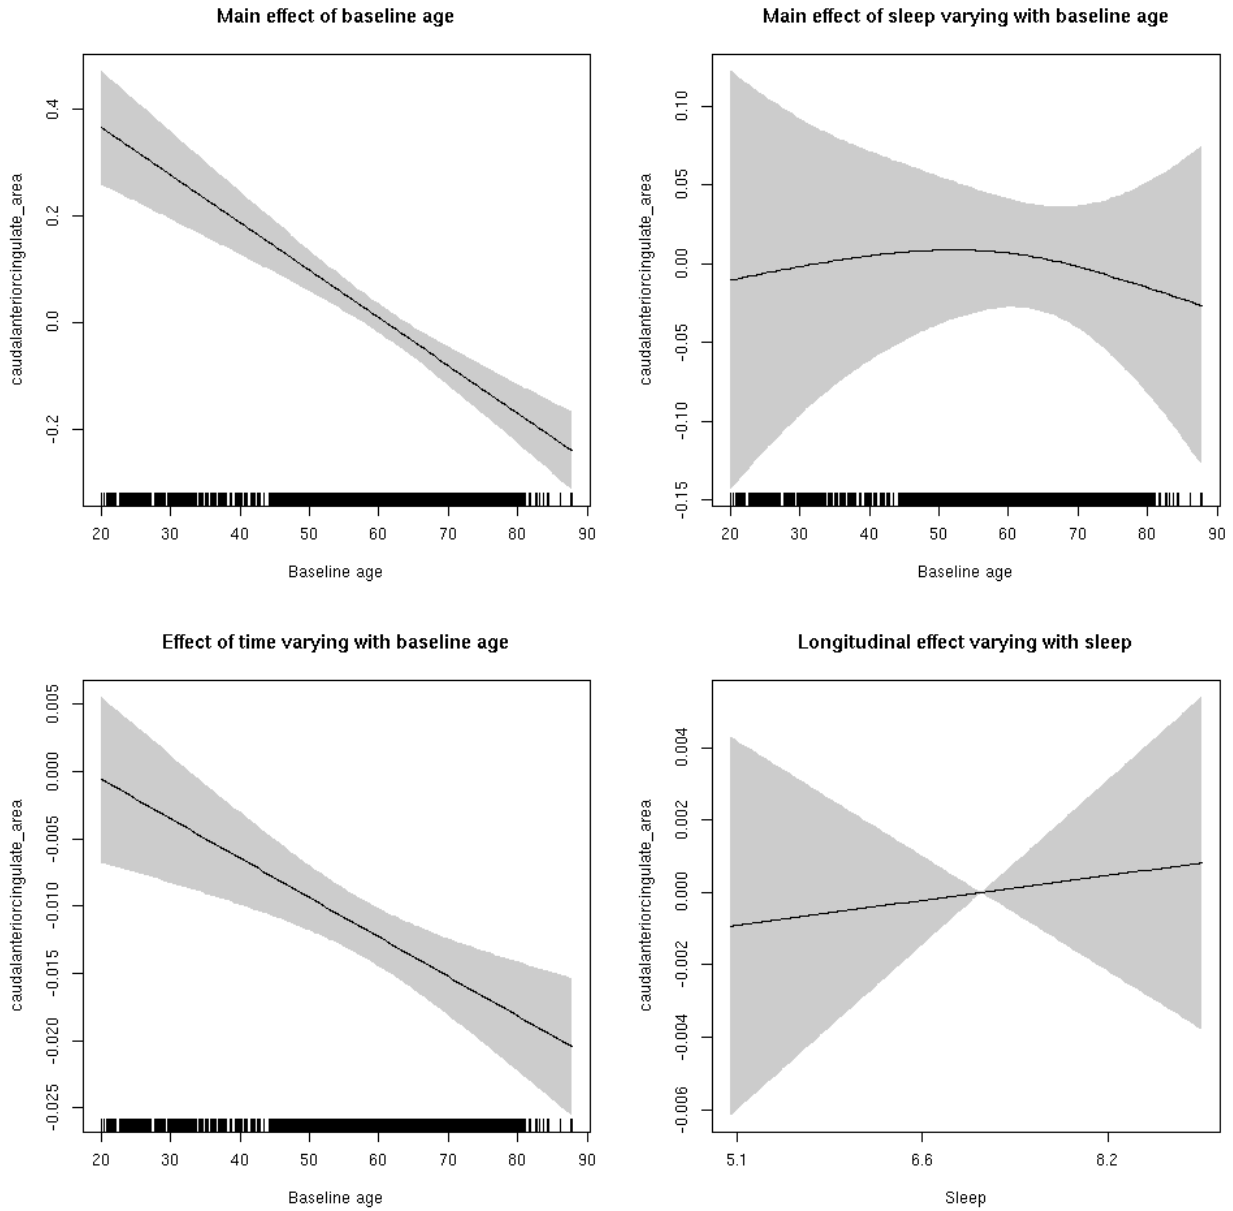 Main effect of baseline age
caudalanteriorcingulate_area
0.4
0.2
0.0
-0.2
20 30 40 50 60 70 80 90
Baseline age
Main effect of sleep varying with baseline age
caudalanteriorcingulate_area
0.10
0.05
0.00
-0.05
-0.10
-0.15
20 30 40 50 60 70 80 90
Baseline age
Effect of time varying with baseline age
caudalanteriorcingulate_area
0.005
0.000
-0.005
-0.010
-0.015
-0.020
-0.025
20 30 40 50 60 70 80 90
Baseline age
Longitudinal effect varying with sleep
caudalanteriorcingulate_area
0.004
0.002
0.000
-0.002
-0.004
-0.006
5.1 6.6 8.2
Sleep